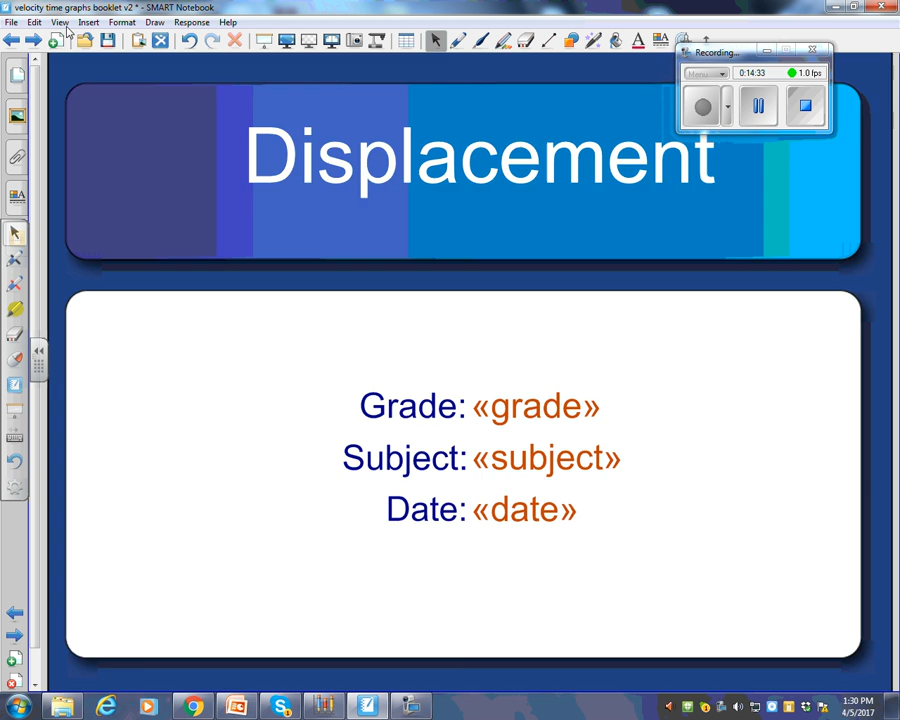 velocity time graphs booklet v2 * - SMART Notebook
File Edit View Insert Format Draw Response Help
Recording...
Menu 0:14:33 1.0 fps
Displacement
Grade: «grade»
Subject: «subject»
Date: «date»
1:30 PM
4/5/2017